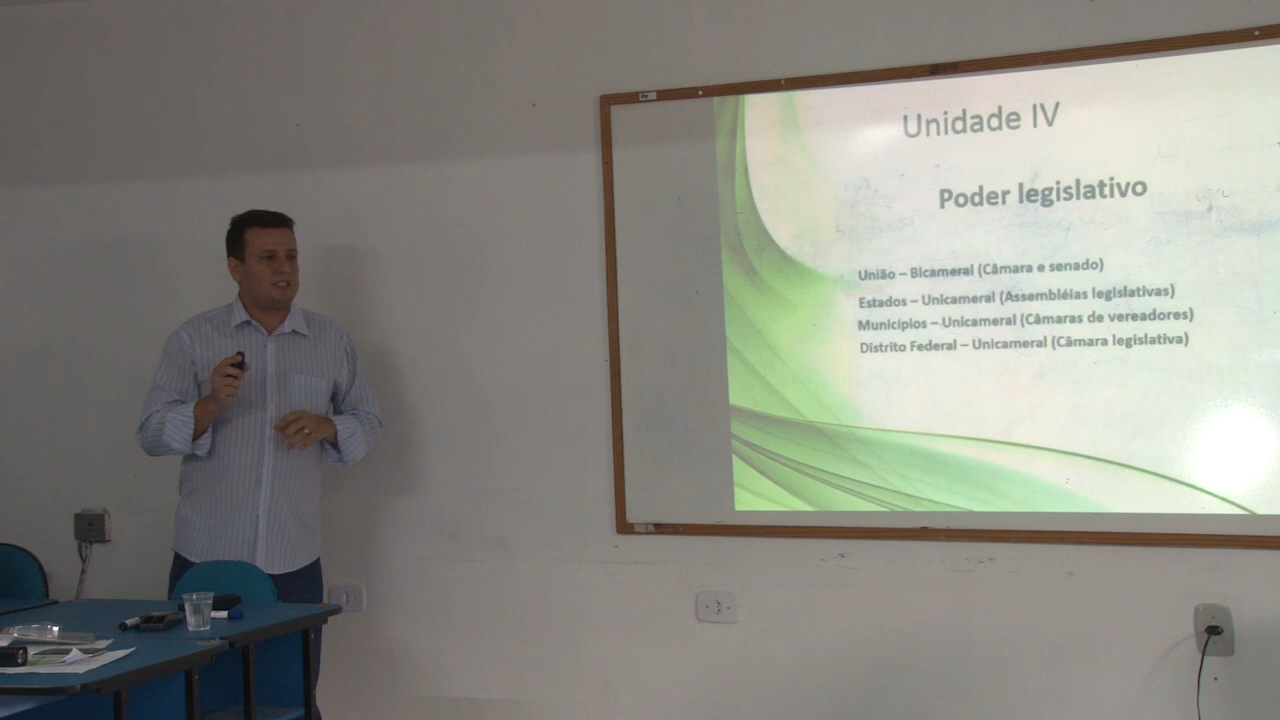 Unidade IV
Poder legislativo
União – Bicameral (Câmara e senado)
Estados – Unicameral (Assembléias legislativas)
Municípios – Unicameral (Câmaras de vereadores)
Distrito Federal – Unicameral (Câmara legislativa)